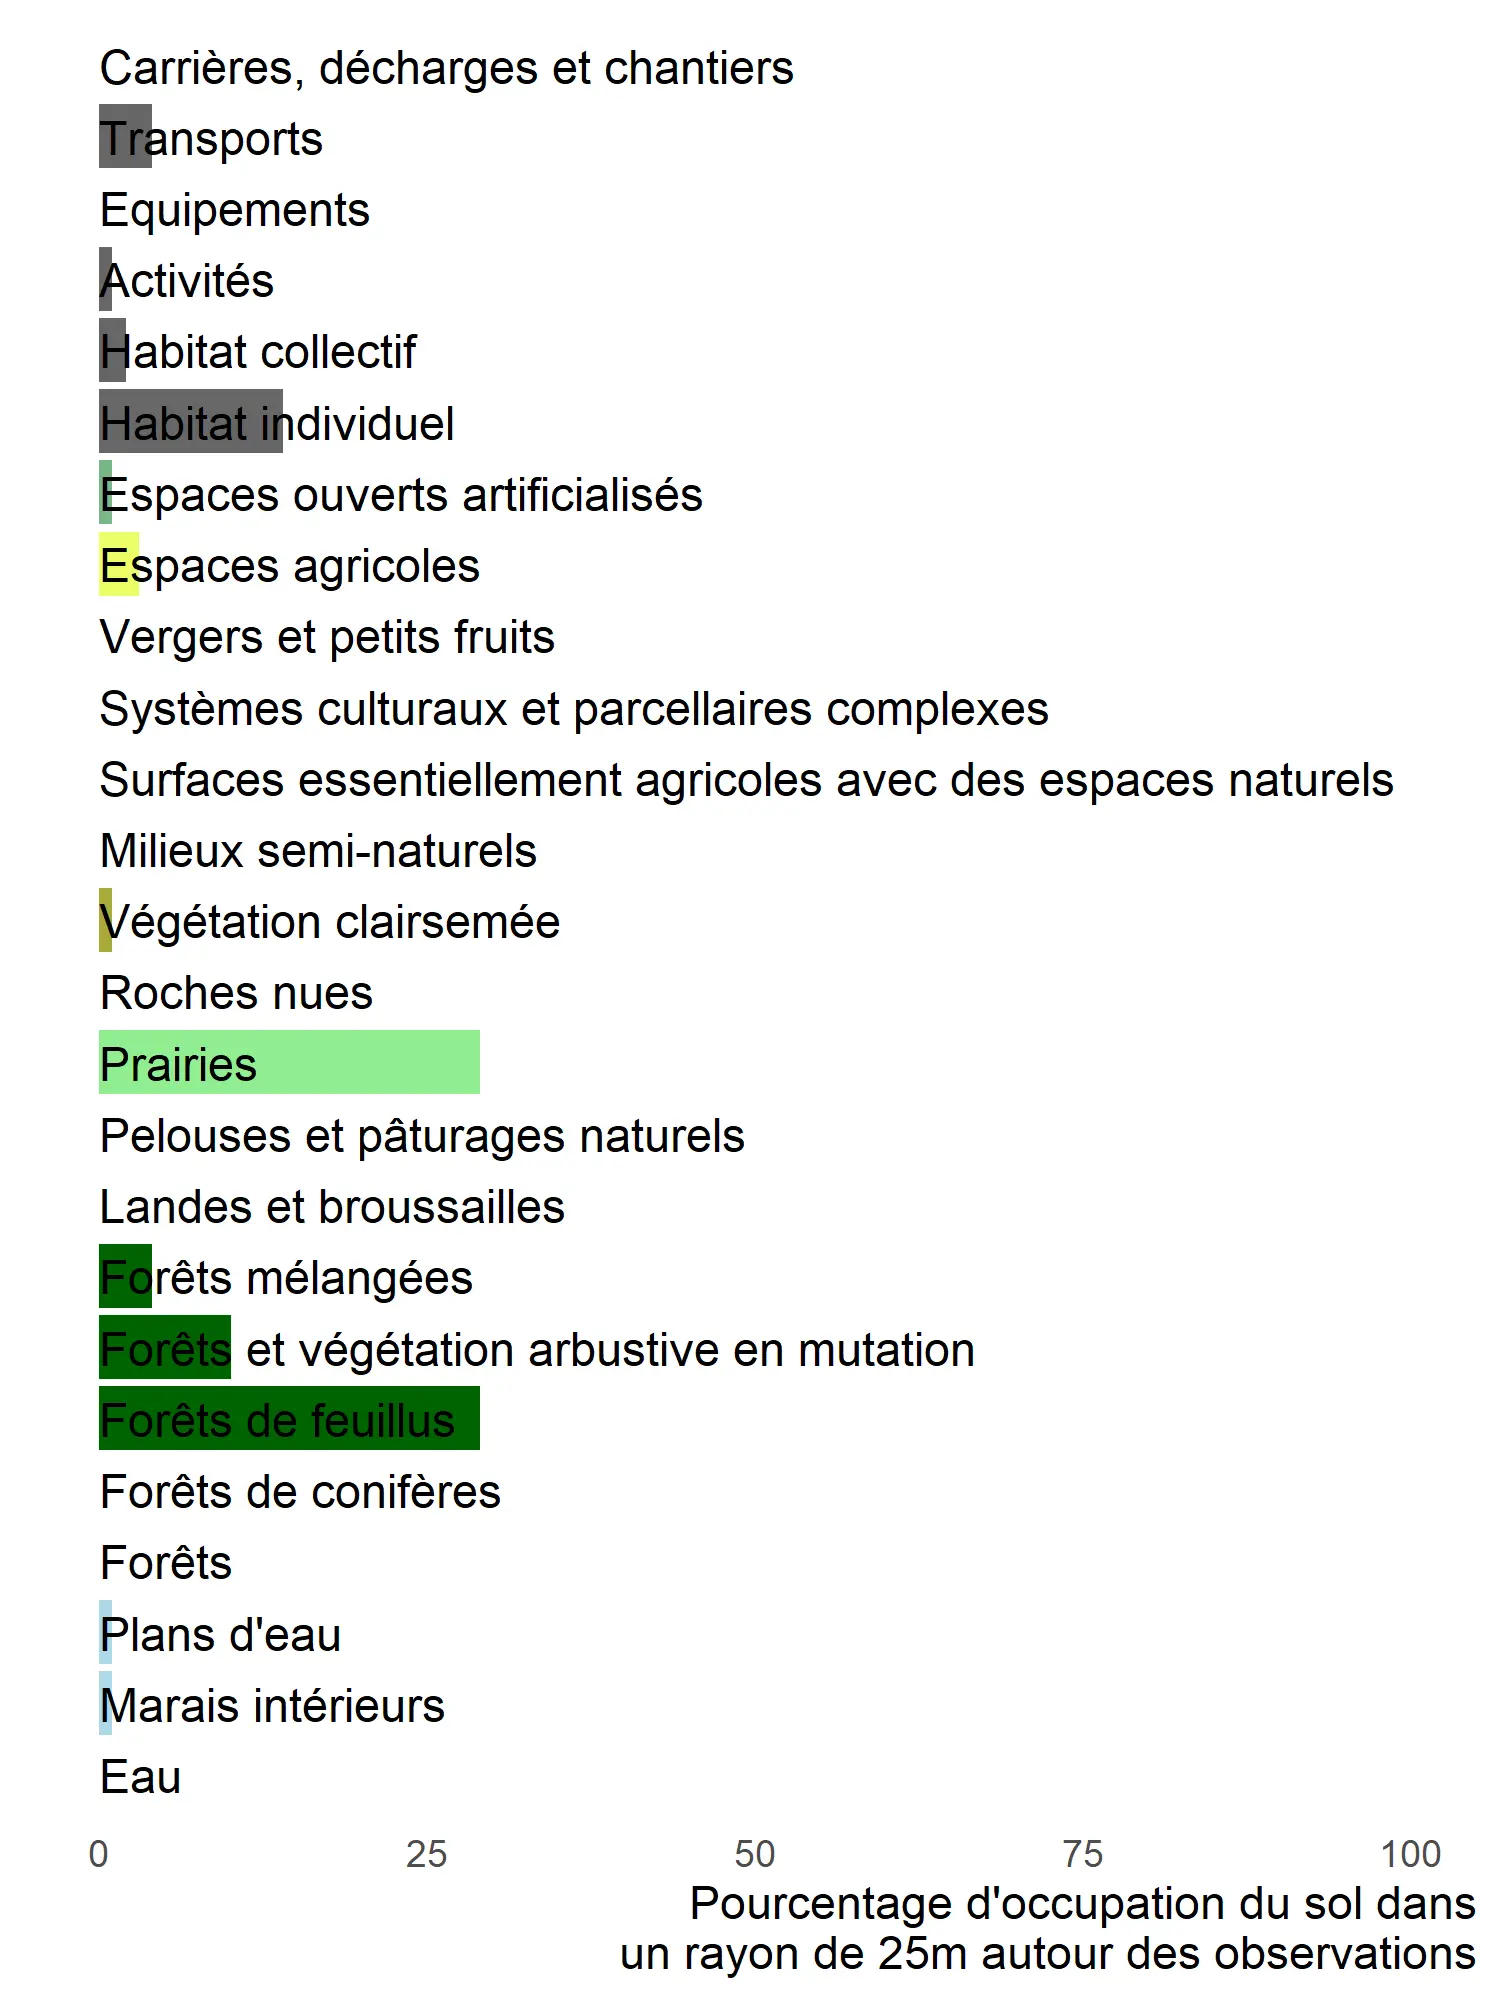 Carrières, décharges et chantiers
Transports
Equipements
Activités
Habitat collectif
Habitat individuel
Espaces ouverts artificialisés
Espaces agricoles
Vergers et petits fruits
Systèmes culturaux et parcellaires complexes
Surfaces essentiellement agricoles avec des espaces naturels
Milieux semi-naturels
Végétation clairsemée
Roches nues
Prairies
Pelouses et pâturages naturels
Landes et broussailles
Forêts mélangées
Forêts et végétation arbustive en mutation
Forêts de feuillus
Forêts de conifères
Forêts
Plans d'eau
Marais intérieurs
Eau
0 25 50 75 100
Pourcentage d'occupation du sol dans
un rayon de 25m autour des observations